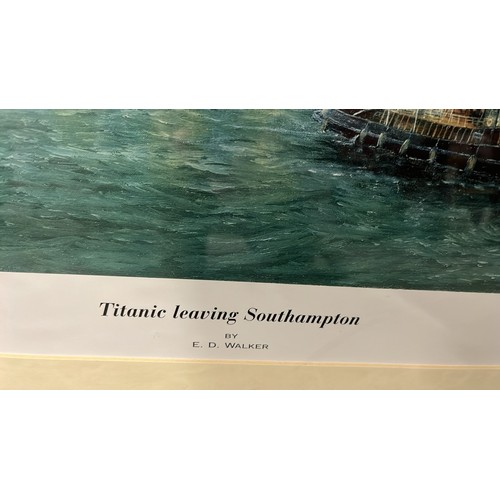 Titanic leaving Southampton
BY
E. D. WALKER